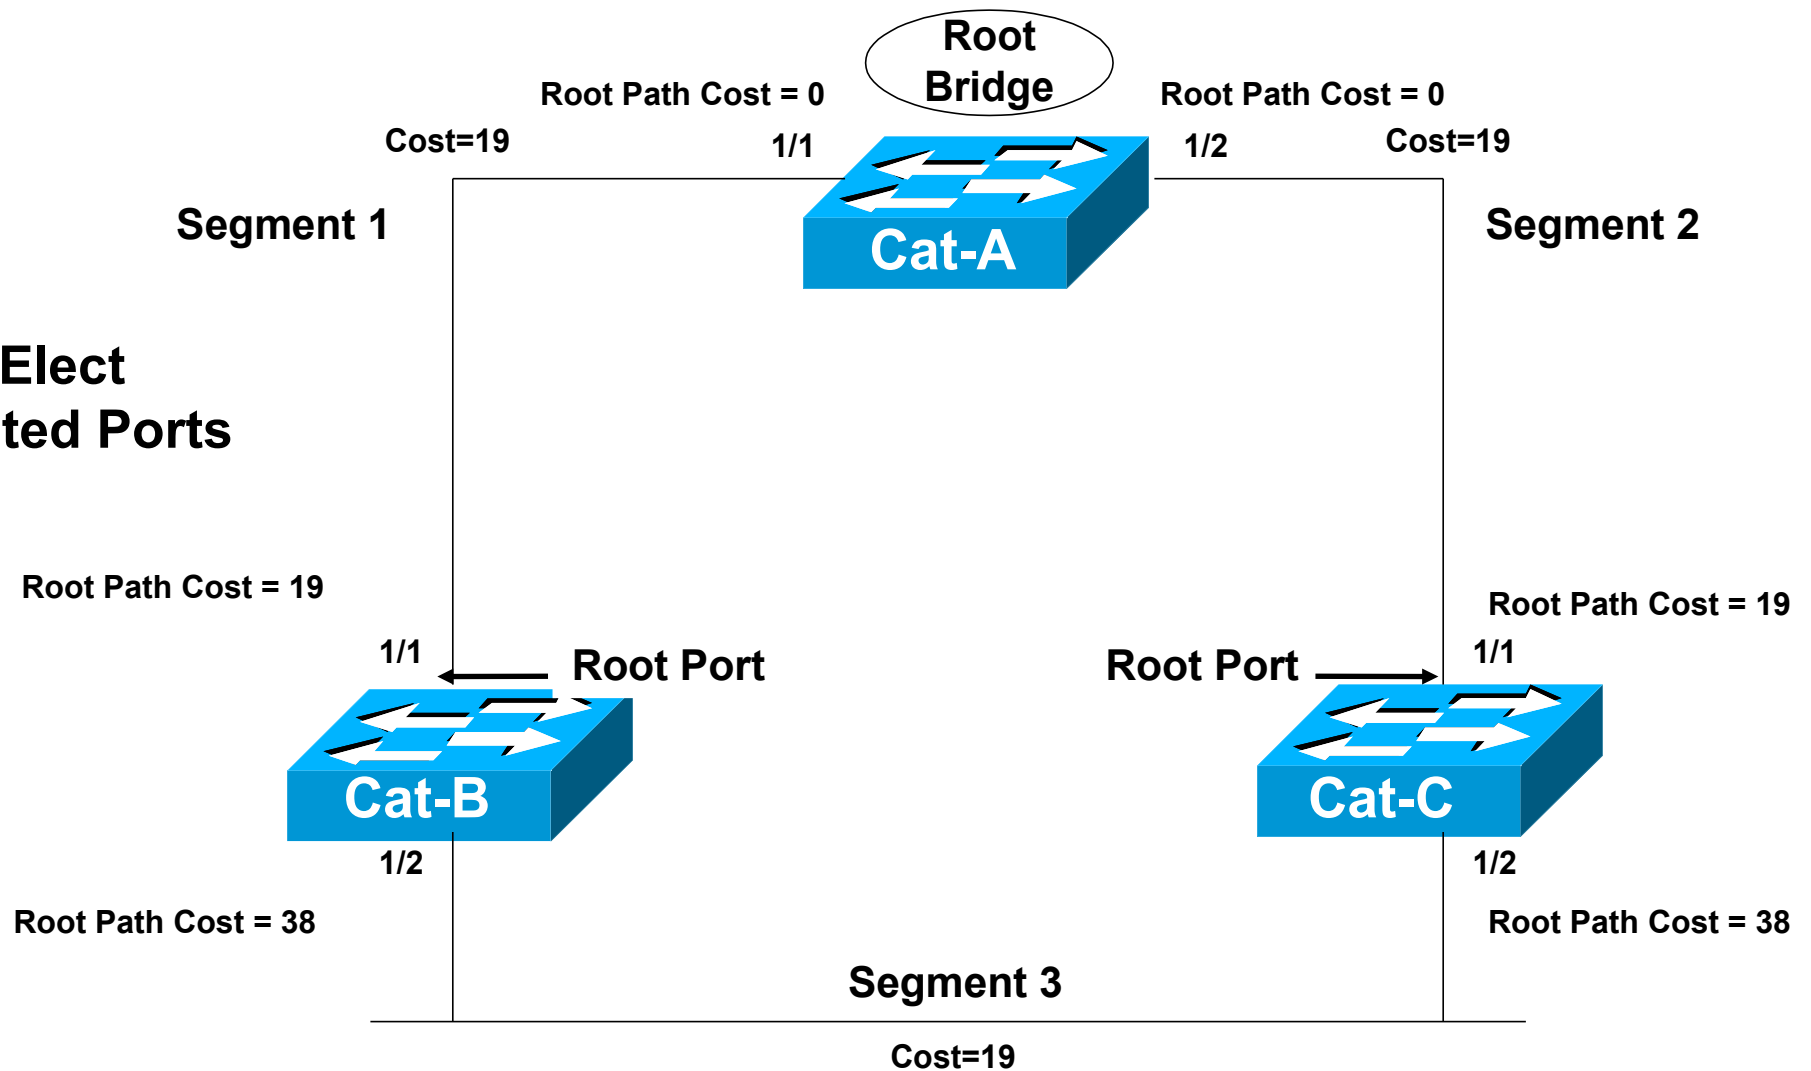 Root
Bridge
Root Path Cost = 0
Root Path Cost = 0
Cost=19
1/1
1/2
Cost=19
Segment 1
Segment 2
Cat-A
Elect
ted Ports
Root Path Cost = 19
Root Path Cost = 19
1/1
Root Port
Root Port
1/1
Cat-B
Cat-C
1/2
1/2
Root Path Cost = 38
Root Path Cost = 38
Segment 3
Cost=19